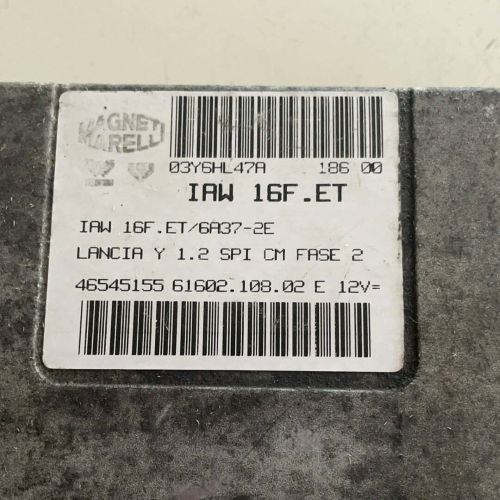 MAGNETI
MARELLI
03Y6HL47A 186 00
IAW 16F.ET
IAW 16F.ET/6A37-2E
LANCIA Y 1.2 SPI CM FASE 2
46545155 61602.108.02 E 12V=